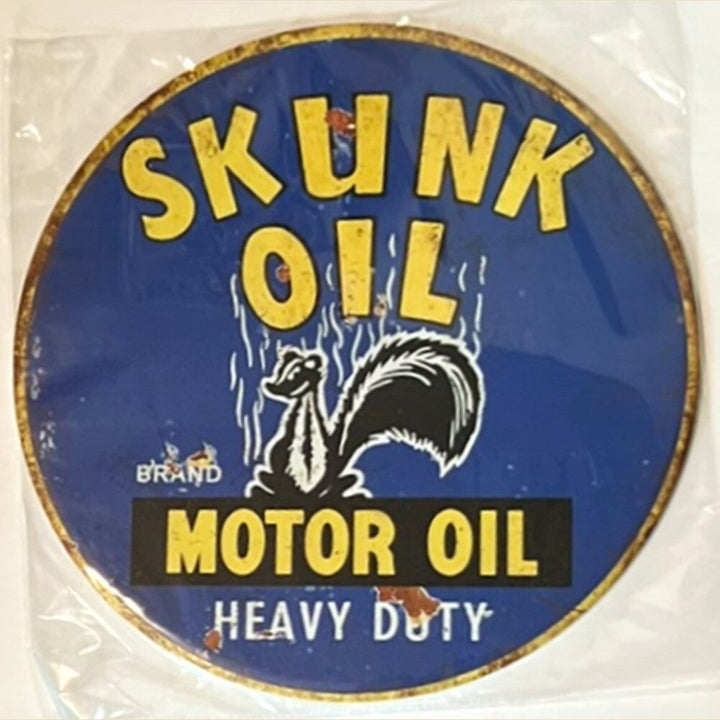 SKUNK
OIL
BRAND
MOTOR OIL
HEAVY DUTY